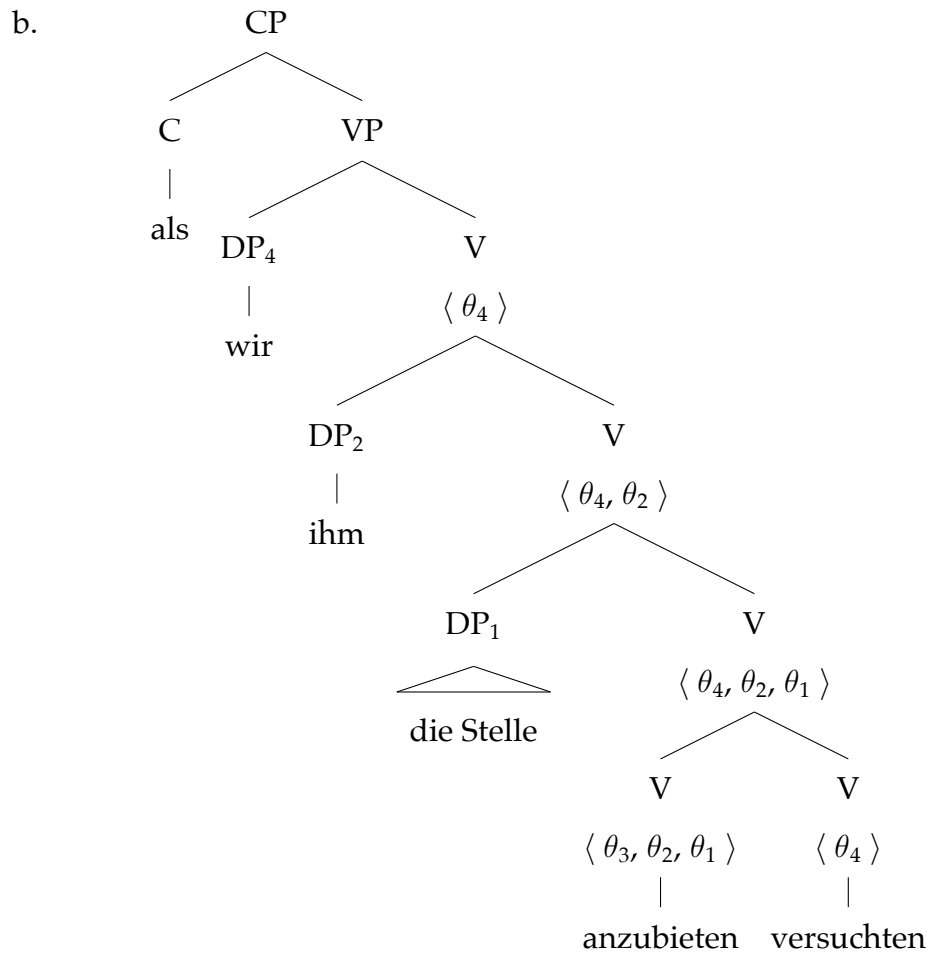 b. CP
C VP
als DP₄ V
⟨ θ₄ ⟩
wir
DP₂ V
⟨ θ₄, θ₂ ⟩
ihm
DP₁ V
⟨ θ₄, θ₂, θ₁ ⟩
die Stelle
V V
⟨ θ₃, θ₂, θ₁ ⟩ ⟨ θ₄ ⟩
anzubieten versuchten